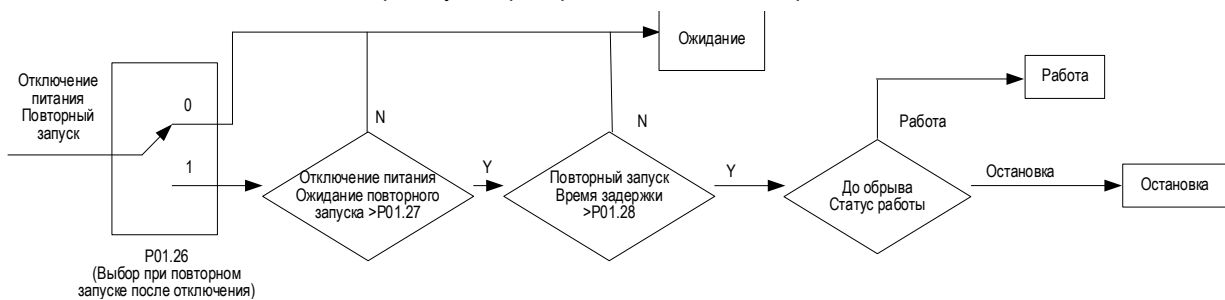 Ожидание
Работа
Отключение
питания
Повторный
запуск
0
1
N
N
Работа
Y
Y
Отключение питания
Ожидание повторного
запуска >P01.27
Повторный запуск
Время задержки
>P01.28
До обрыва
Статус работы
Остановка
Остановка
P01.26
(Выбор при повторном
запуске после отключения)